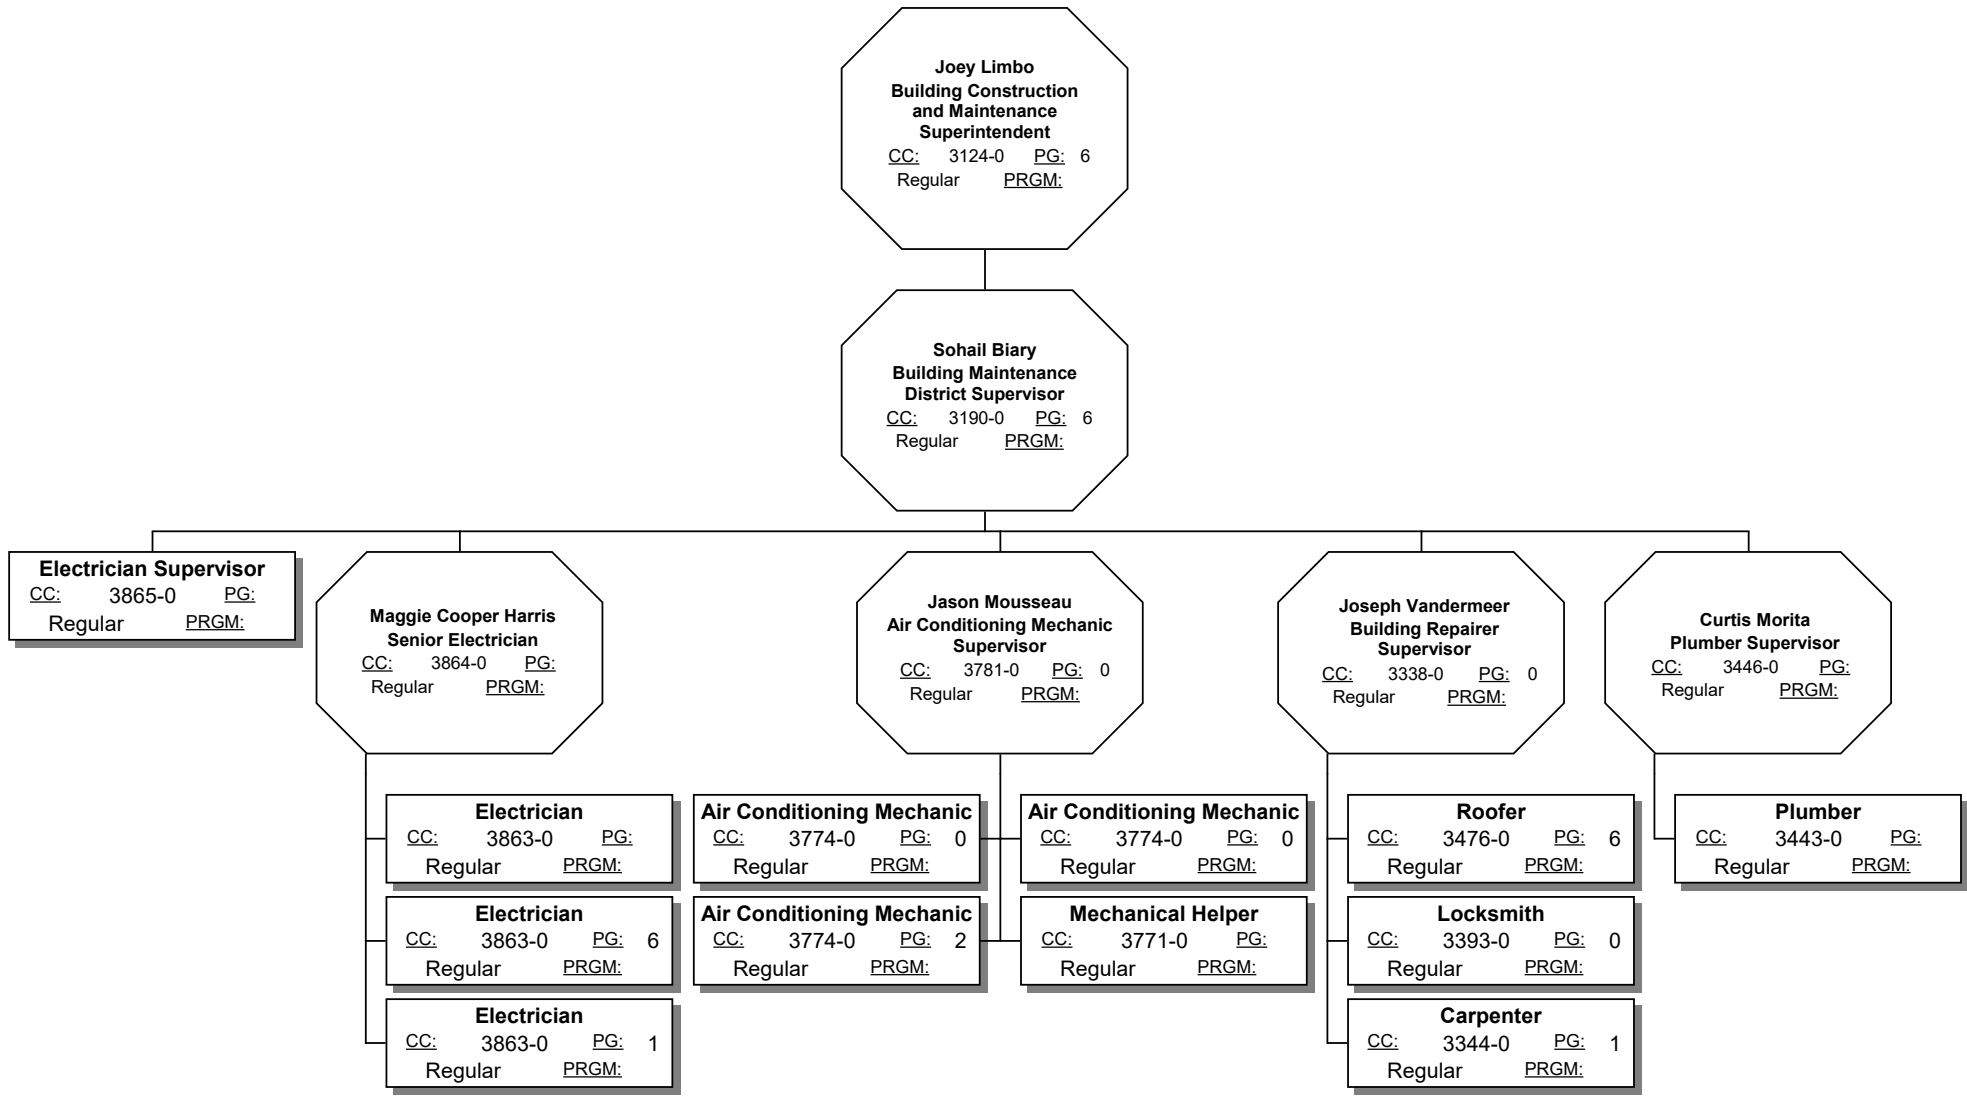 Joey Limbo
Building Construction
and Maintenance
Superintendent
CC: 3124-0 PG: 6
Regular PRGM:
Sohail Biary
Building Maintenance
District Supervisor
CC: 3190-0 PG: 6
Regular PRGM:
Electrician Supervisor
CC: 3865-0 PG:
Regular PRGM:
Maggie Cooper Harris
Senior Electrician
CC: 3864-0 PG:
Regular PRGM:
Jason Mousseau
Air Conditioning Mechanic
Supervisor
CC: 3781-0 PG: 0
Regular PRGM:
Joseph Vandermeer
Building Repairer
Supervisor
CC: 3338-0 PG: 0
Regular PRGM:
Curtis Morita
Plumber Supervisor
CC: 3446-0 PG:
Regular PRGM:
Electrician
CC: 3863-0 PG:
Regular PRGM:
Electrician
CC: 3863-0 PG: 6
Regular PRGM:
Electrician
CC: 3863-0 PG: 1
Regular PRGM:
Air Conditioning Mechanic
CC: 3774-0 PG: 0
Regular PRGM:
Air Conditioning Mechanic
CC: 3774-0 PG: 0
Regular PRGM:
Air Conditioning Mechanic
CC: 3774-0 PG: 2
Regular PRGM:
Mechanical Helper
CC: 3771-0 PG:
Regular PRGM:
Roofer
CC: 3476-0 PG: 6
Regular PRGM:
Locksmith
CC: 3393-0 PG: 0
Regular PRGM:
Carpenter
CC: 3344-0 PG: 1
Regular PRGM:
Plumber
CC: 3443-0 PG:
Regular PRGM: